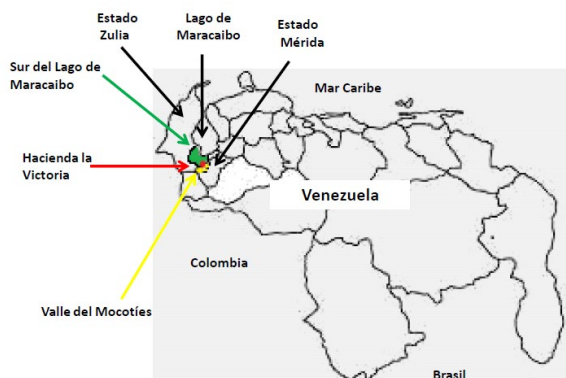 Estado
Zulia
Lago de
Maracaibo
Estado
Mérida
Sur del Lago de
Maracaibo
Mar Caribe
Hacienda la
Victoria
Venezuela
Colombia
Valle del Mocotíes
Brasil